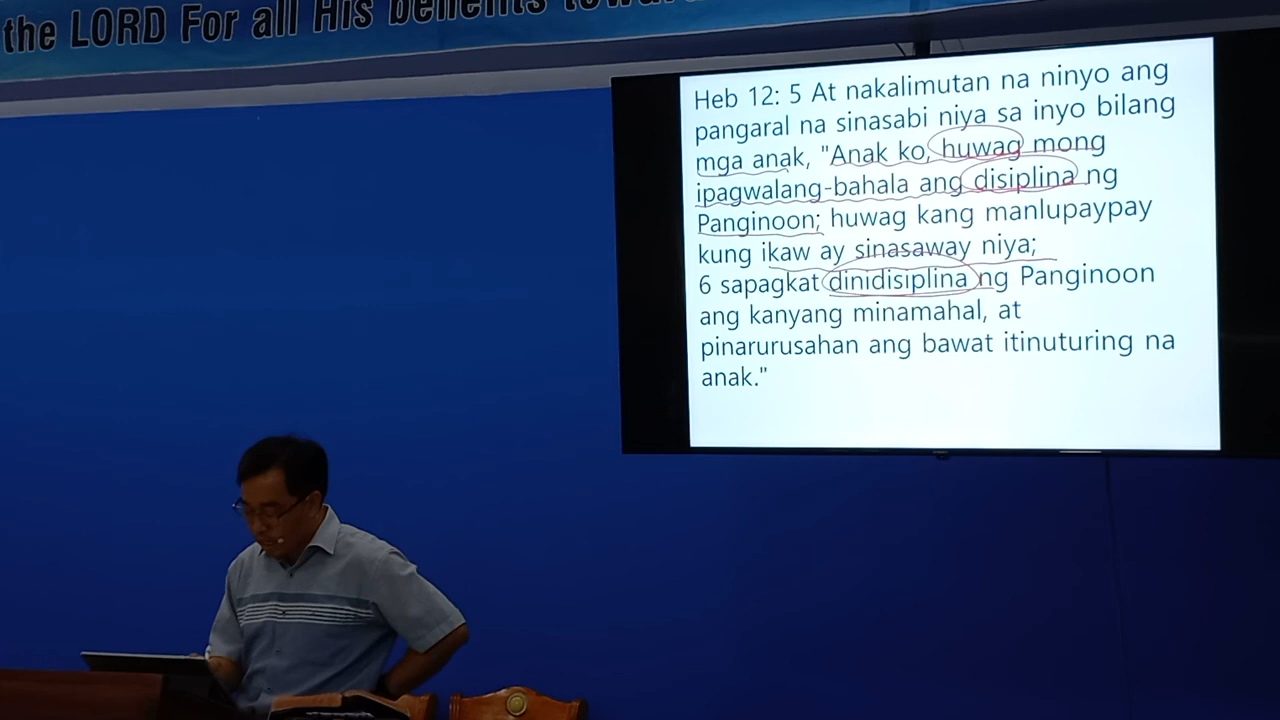 the LORD For all His benefits
Heb 12: 5 At nakalimutan na ninyo ang
pangaral na sinasabi niya sa inyo bilang
mga anak, "Anak ko, huwag mong
ipagwalang-bahala ang disiplina ng
Panginoon; huwag kang manlupaypay
kung ikaw ay sinasaway niya;
6 sapagkat dinidisiplina ng Panginoon
ang kanyang minamahal, at
pinarurusahan ang bawat itinuturing na
anak."